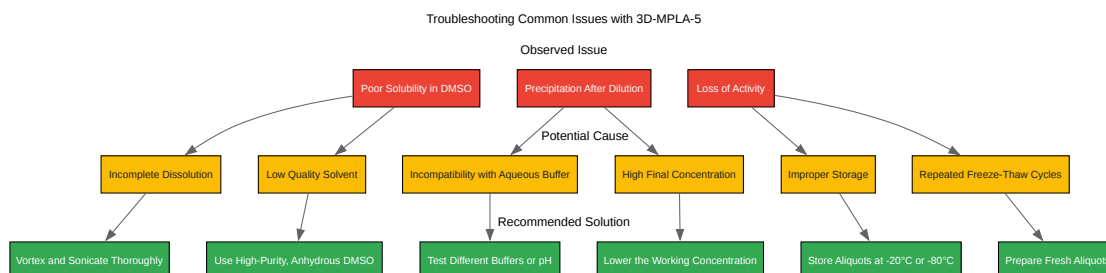 Troubleshooting Common Issues with 3D-MPLA-5
Observed Issue
Poor Solubility in DMSO
Precipitation After Dilution
Loss of Activity
Potential Cause
Incomplete Dissolution
Low Quality Solvent
Incompatibility with Aqueous Buffer
High Final Concentration
Improper Storage
Repeated Freeze-Thaw Cycles
Recommended Solution
Vortex and Sonicate Thoroughly
Use High-Purity, Anhydrous DMSO
Test Different Buffers or pH
Lower the Working Concentration
Store Aliquots at -20°C or -80°C
Prepare Fresh Aliquots